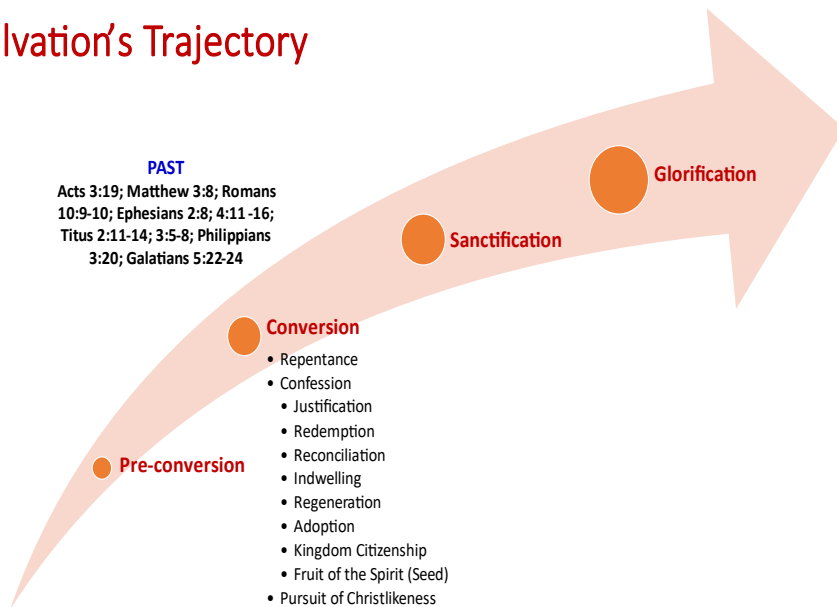 lvation's Trajectory
PAST
Acts 3:19; Matthew 3:8; Romans
10:9-10; Ephesians 2:8; 4:11-16;
Titus 2:11-14; 3:5-8; Philippians
3:20; Galatians 5:22-24
Glorification
Sanctification
Conversion
• Repentance
• Confession
• Justification
• Redemption
• Reconciliation
• Indwelling
• Regeneration
• Adoption
• Kingdom Citizenship
• Fruit of the Spirit (Seed)
• Pursuit of Christlikeness
Pre-conversion